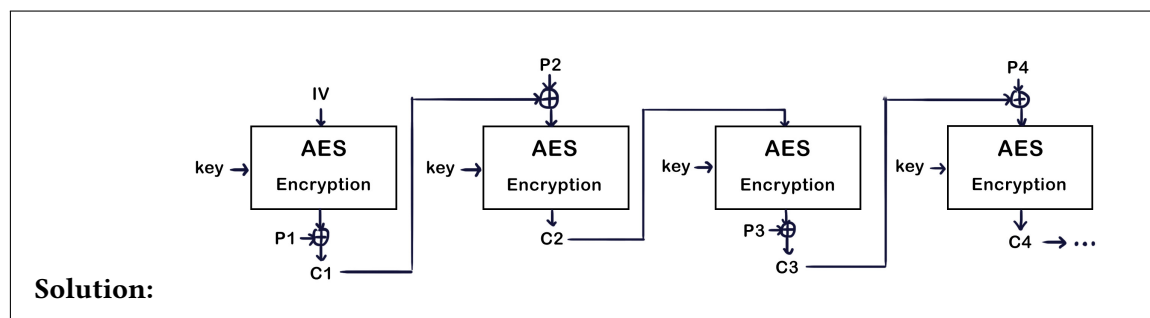 P2
P4
IV
AES
AES
AES
AES
key
key
key
key
Encryption
Encryption
Encryption
Encryption
P1
C2
P3
C4
...
C1
C3
Solution: